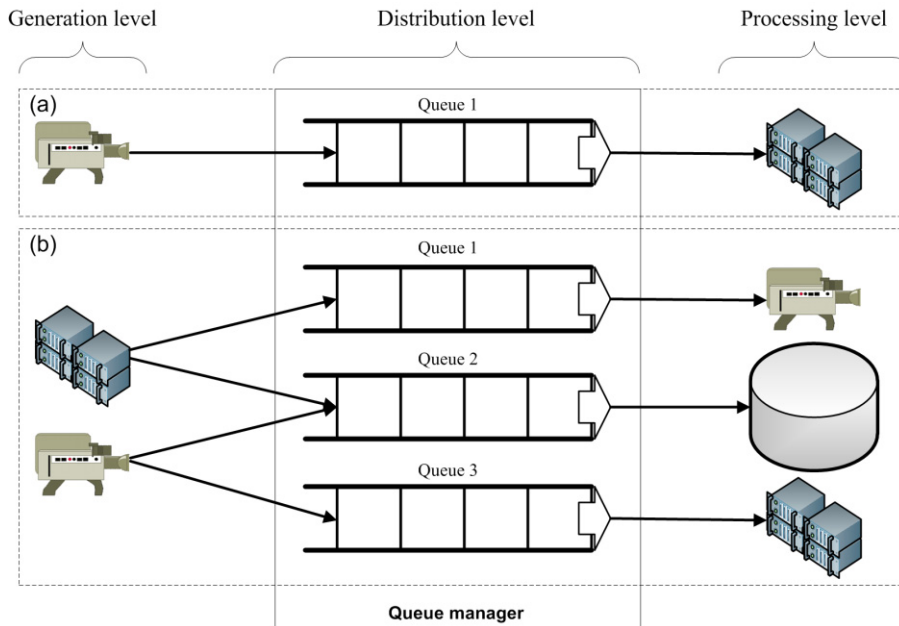 Generation level
Distribution level
Processing level
(a)
Queue 1
(b)
Queue 1
Queue 2
Queue 3
Queue manager